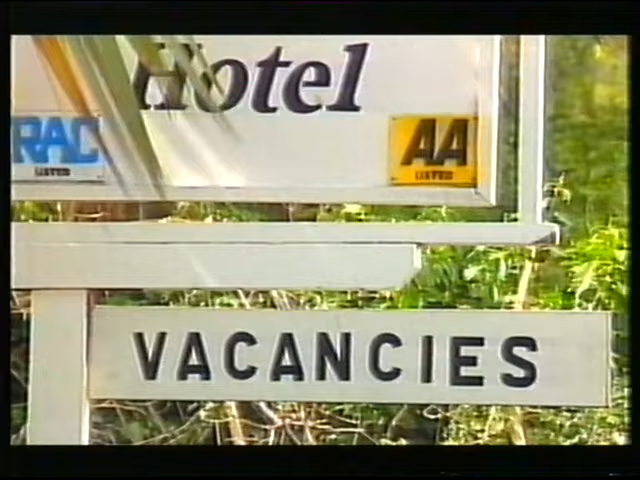 Hotel
RAC
LISTED
AA
LISTED
VACANCIES